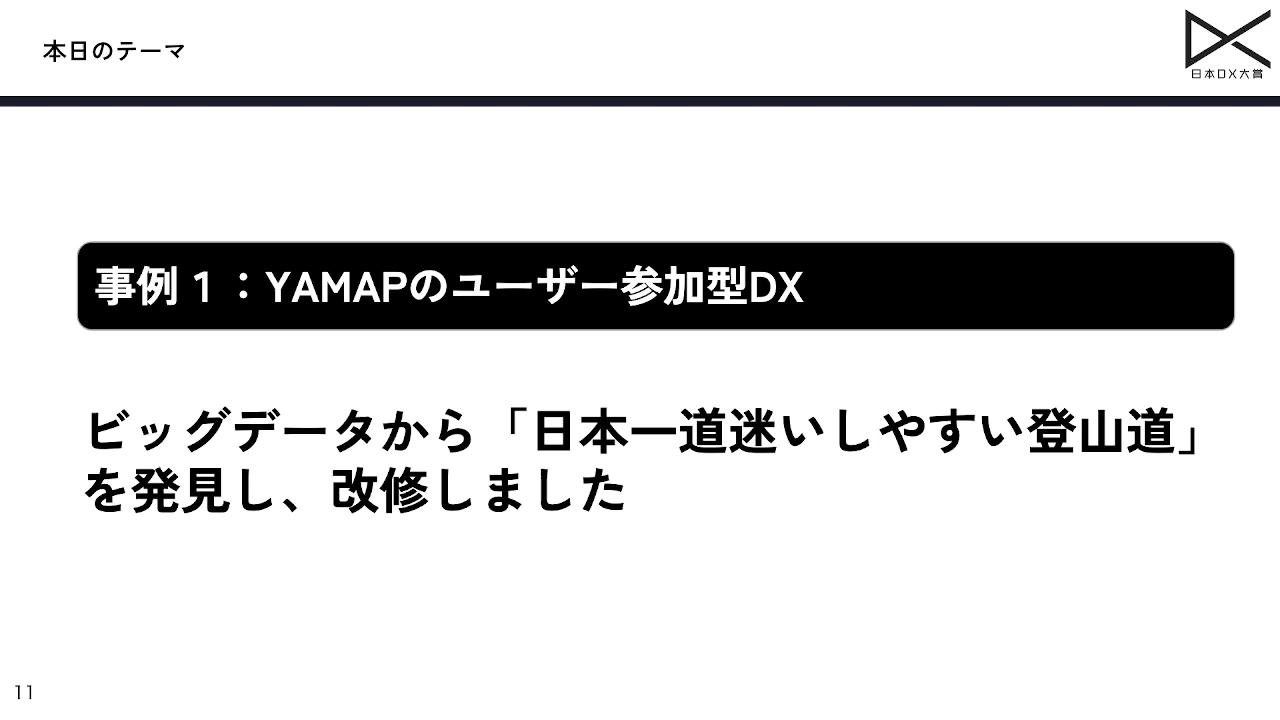 本日のテーマ
日本DX大賞
事例１：YAMAPのユーザー参加型DX
ビッグデータから「日本一道迷いしやすい登山道」
を発見し、改修しました
11